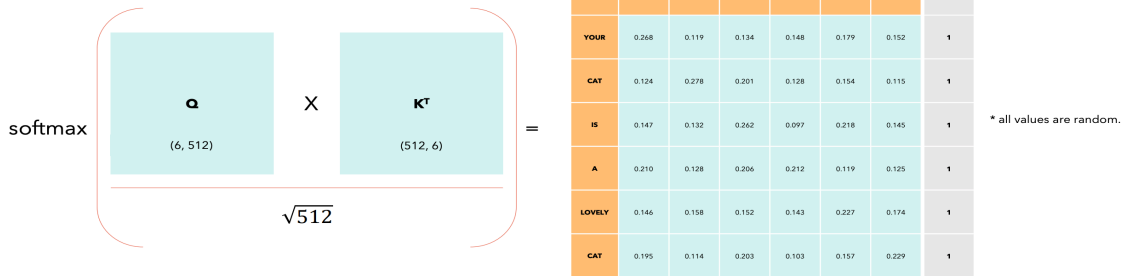 softmax
Q
(6, 512)
X
Kᵀ
(512, 6)
√512
=
YOUR 0.268 0.119 0.134 0.148 0.179 0.152 1
CAT 0.124 0.278 0.201 0.128 0.154 0.115 1
IS 0.147 0.132 0.262 0.097 0.218 0.145 1
A 0.210 0.128 0.206 0.212 0.119 0.125 1
LOVELY 0.146 0.158 0.152 0.143 0.227 0.174 1
CAT 0.195 0.114 0.203 0.103 0.157 0.229 1
* all values are random.